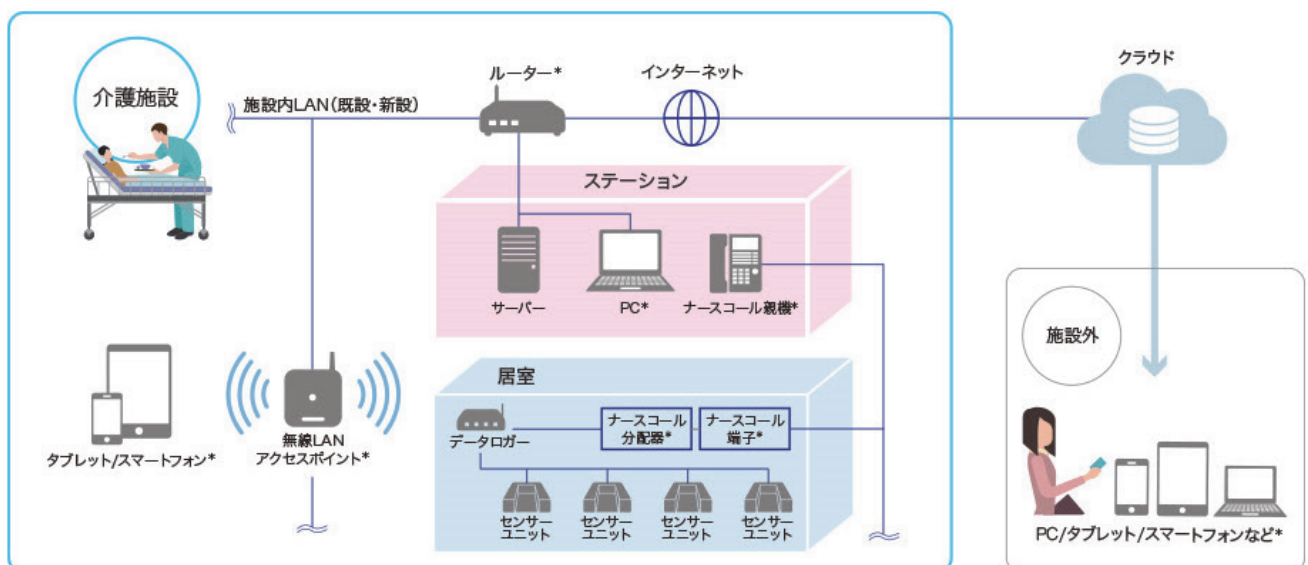 介護施設
施設内LAN(既設・新設)
ルーター*
インターネット
クラウド
ステーション
サーバー
PC*
ナースコール親機*
タブレット/スマートフォン*
無線LAN
アクセスポイント*
居室
データロガー
ナースコール
分配器*
ナースコール
端子*
センサー
ユニット
センサー
ユニット
センサー
ユニット
センサー
ユニット
施設外
PC/タブレット/スマートフォンなど*